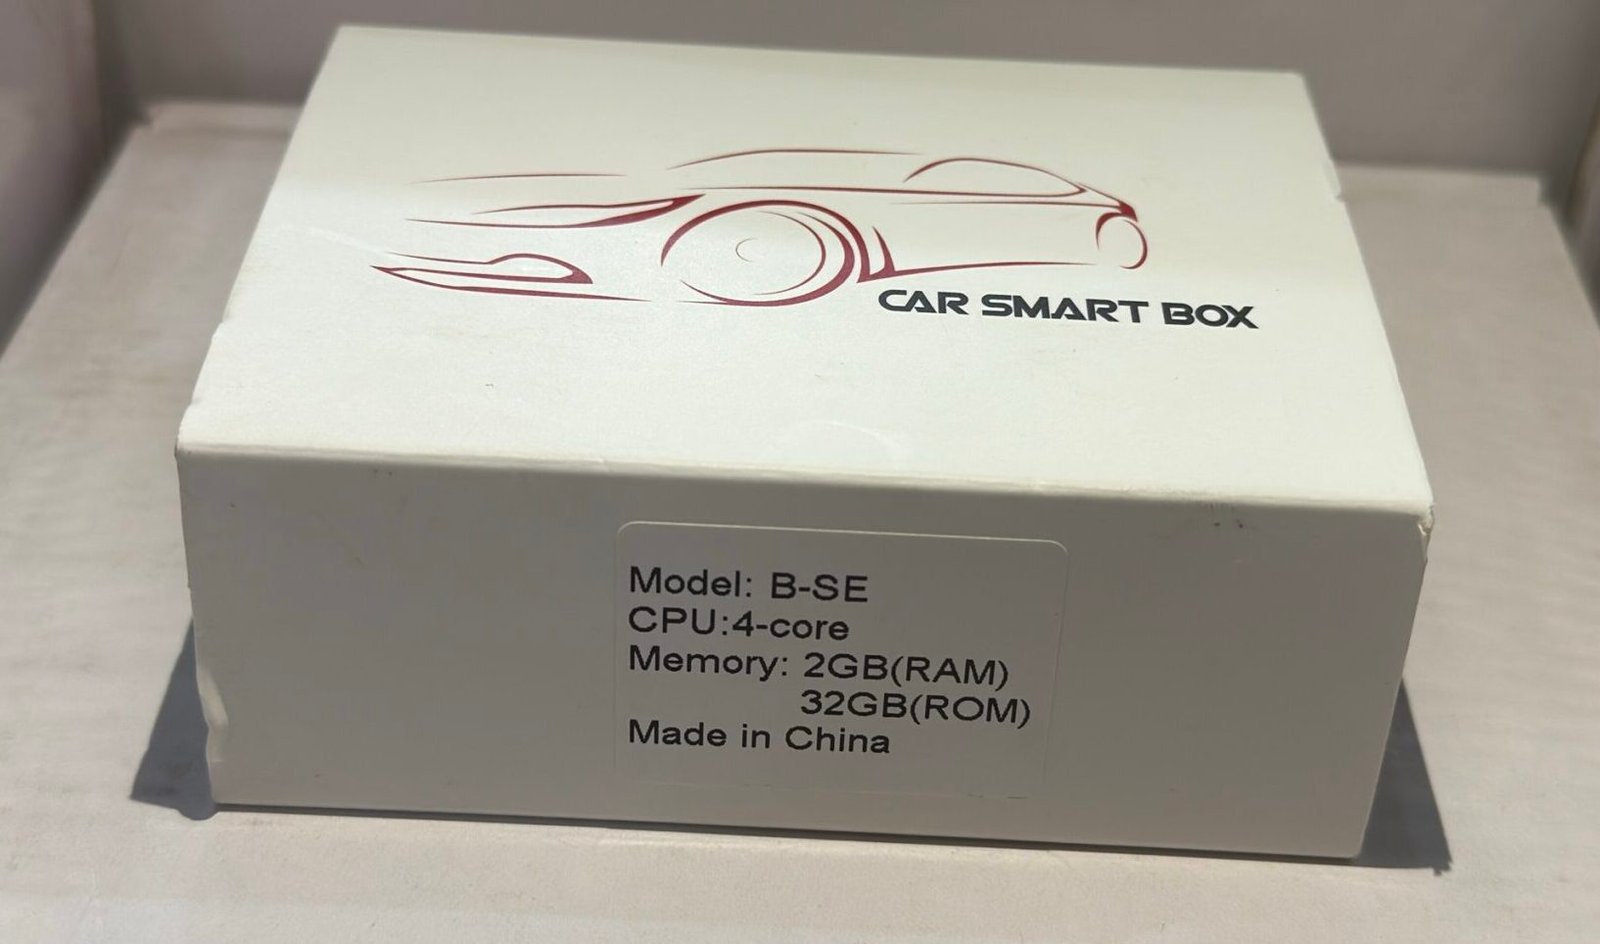 CAR SMART BOX
Model: B-SE
CPU:4-core
Memory: 2GB(RAM)
32GB(ROM)
Made in China